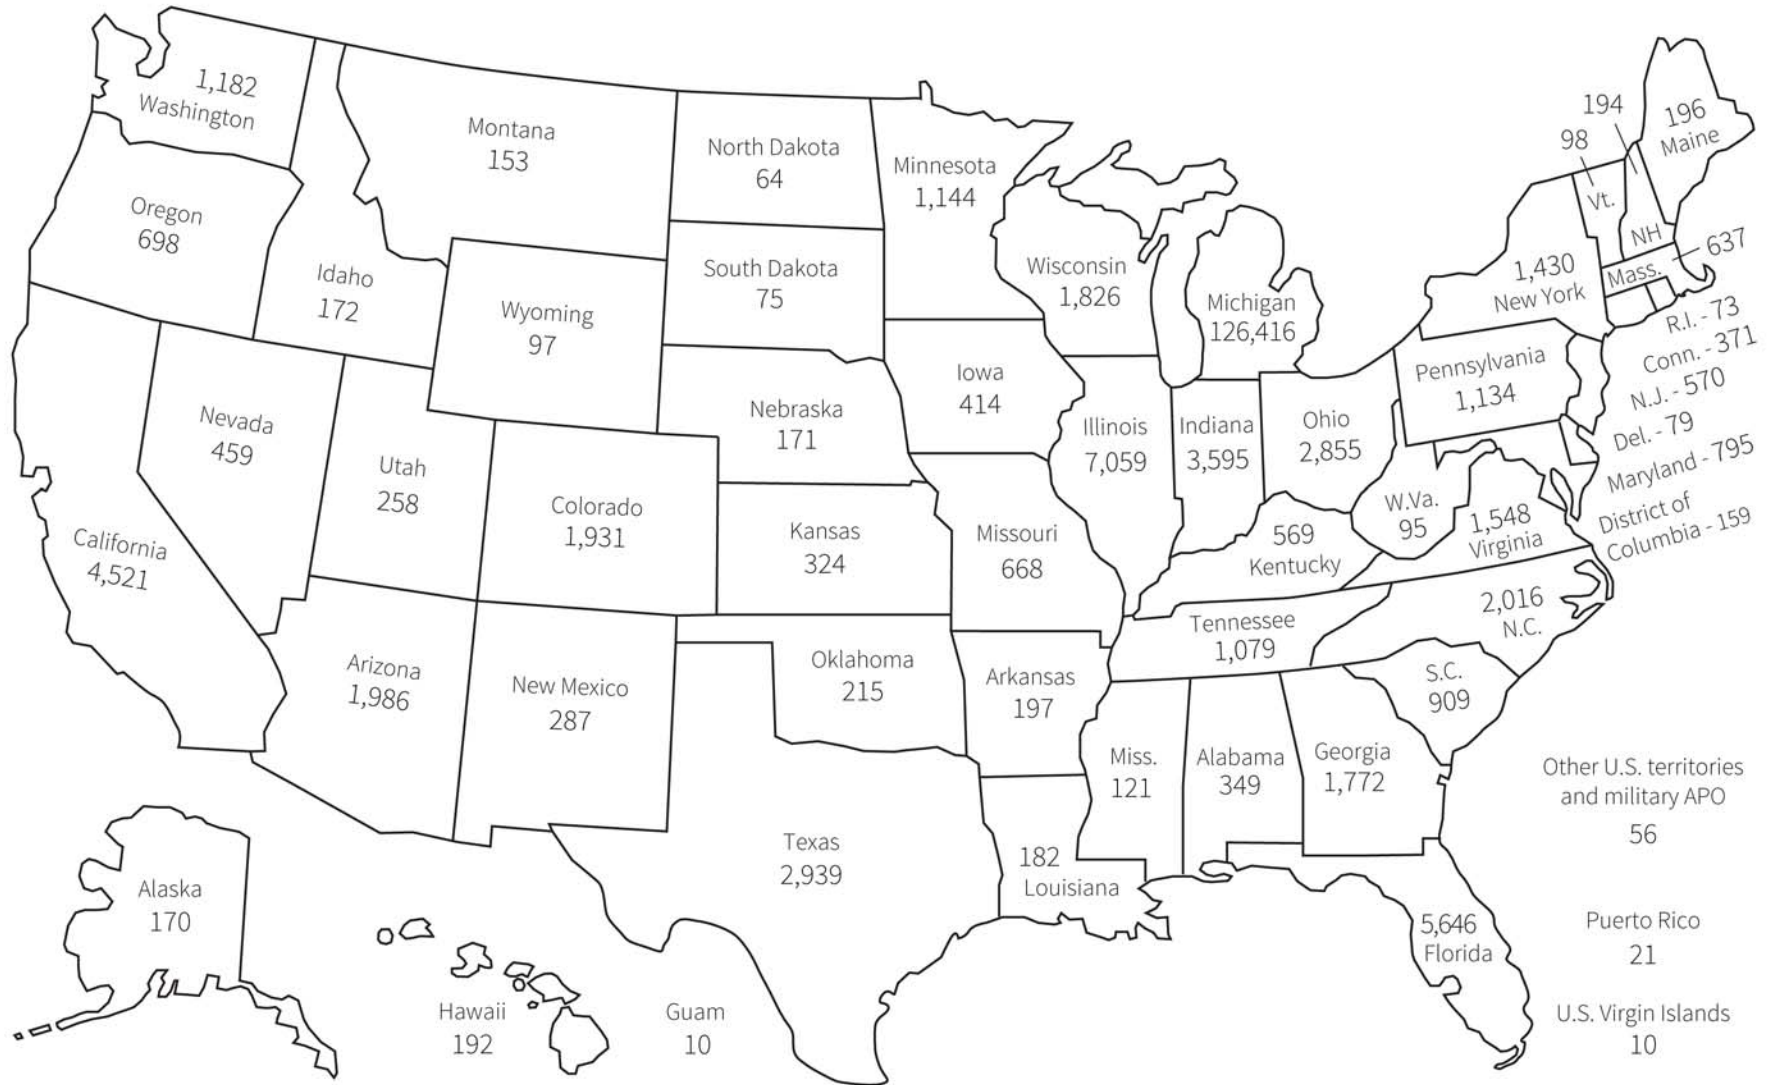 1,182
Washington
Oregon
698
California
4,521
Nevada
459
Idaho
172
Montana
153
Wyoming
97
Utah
258
Colorado
1,931
Arizona
1,986
New Mexico
287
North Dakota
64
South Dakota
75
Nebraska
171
Kansas
324
Oklahoma
215
Texas
2,939
Minnesota
1,144
Iowa
414
Missouri
668
Arkansas
197
182
Louisiana
Wisconsin
1,826
Illinois
7,059
Michigan
126,416
Indiana
3,595
Ohio
2,855
569
Kentucky
Tennessee
1,079
Miss.
121
Alabama
349
Georgia
1,772
5,646
Florida
S.C.
909
2,016
N.C.
1,548
Virginia
W.Va.
95
Pennsylvania
1,134
1,430
New York
98
Vt.
194
NH
196
Maine
637
Mass.
R.I. - 73
Conn. - 371
N.J. - 570
Del. - 79
Maryland - 795
District of
Columbia - 159
Other U.S. territories
and military APO
56
Puerto Rico
21
U.S. Virgin Islands
10
Alaska
170
Hawaii
192
Guam
10